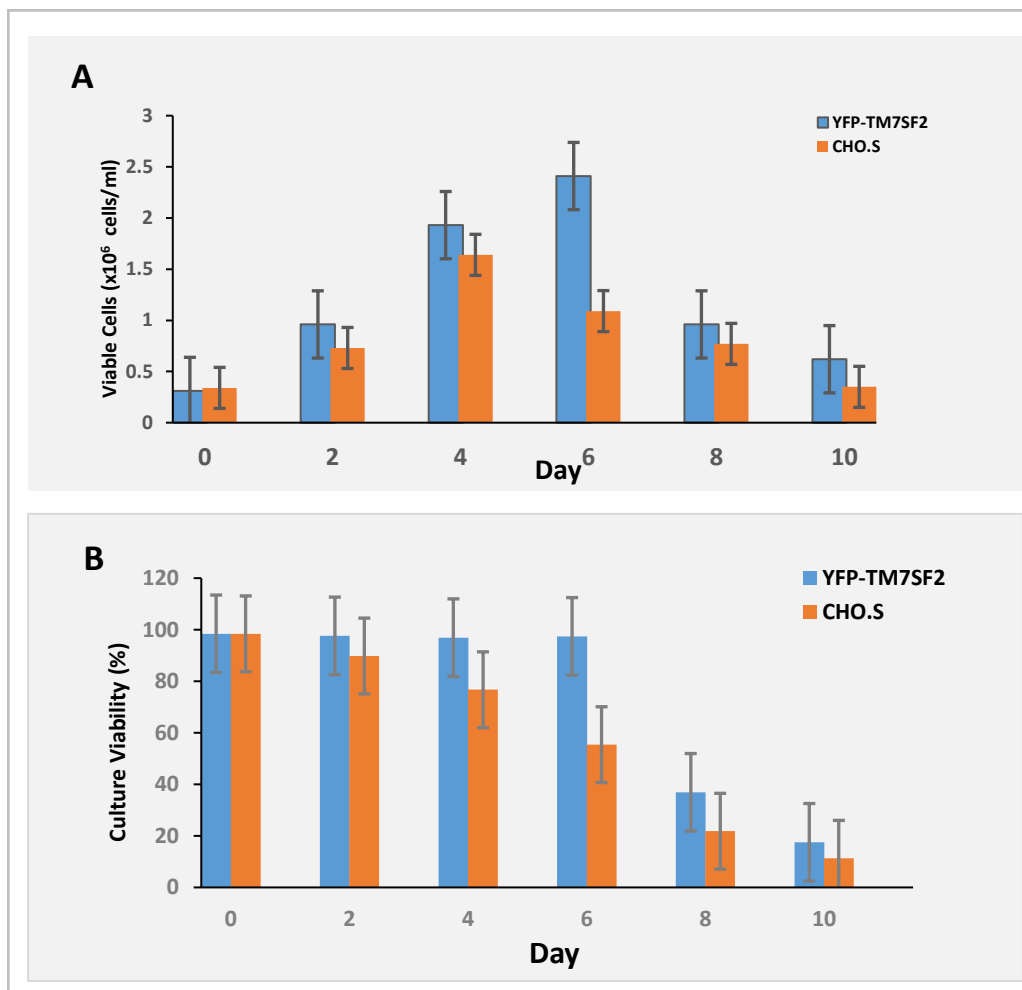 A
3
2.5
2
1.5
1
0.5
0
Viable Cells (x10⁶ cells/ml)
YFP-TM7SF2
CHO.S
0 2 4 6 8 10
Day
B
120
100
80
60
40
20
0
Culture Viability (%)
YFP-TM7SF2
CHO.S
0 2 4 6 8 10
Day